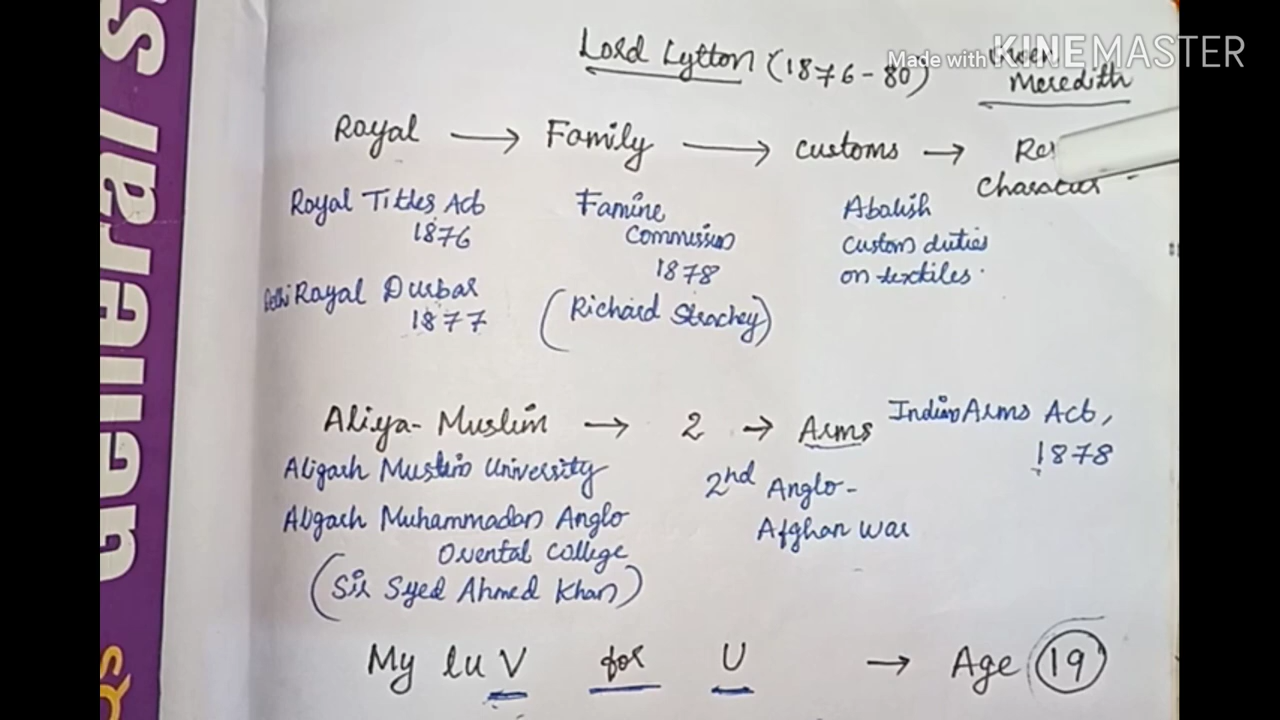 General S
Made with KINEMASTER
Lord Lytton (1876-80)
Meredith
Royal → Family → customs →
Character
Royal Titles Act
1876
Delhi Royal Durbar
1877
Famine
Commission
1878
(Richard Strachey)
Abolish
custom duties
on textiles.
Aliya-Muslim → 2 → Arms
Indian Arms Act,
1878
Aligarh Muslim University
Aligarh Muhammadan Anglo
Oriental College
(Sir Syed Ahmed Khan)
2nd Anglo-
Afghan war
My luV for U → Age 19